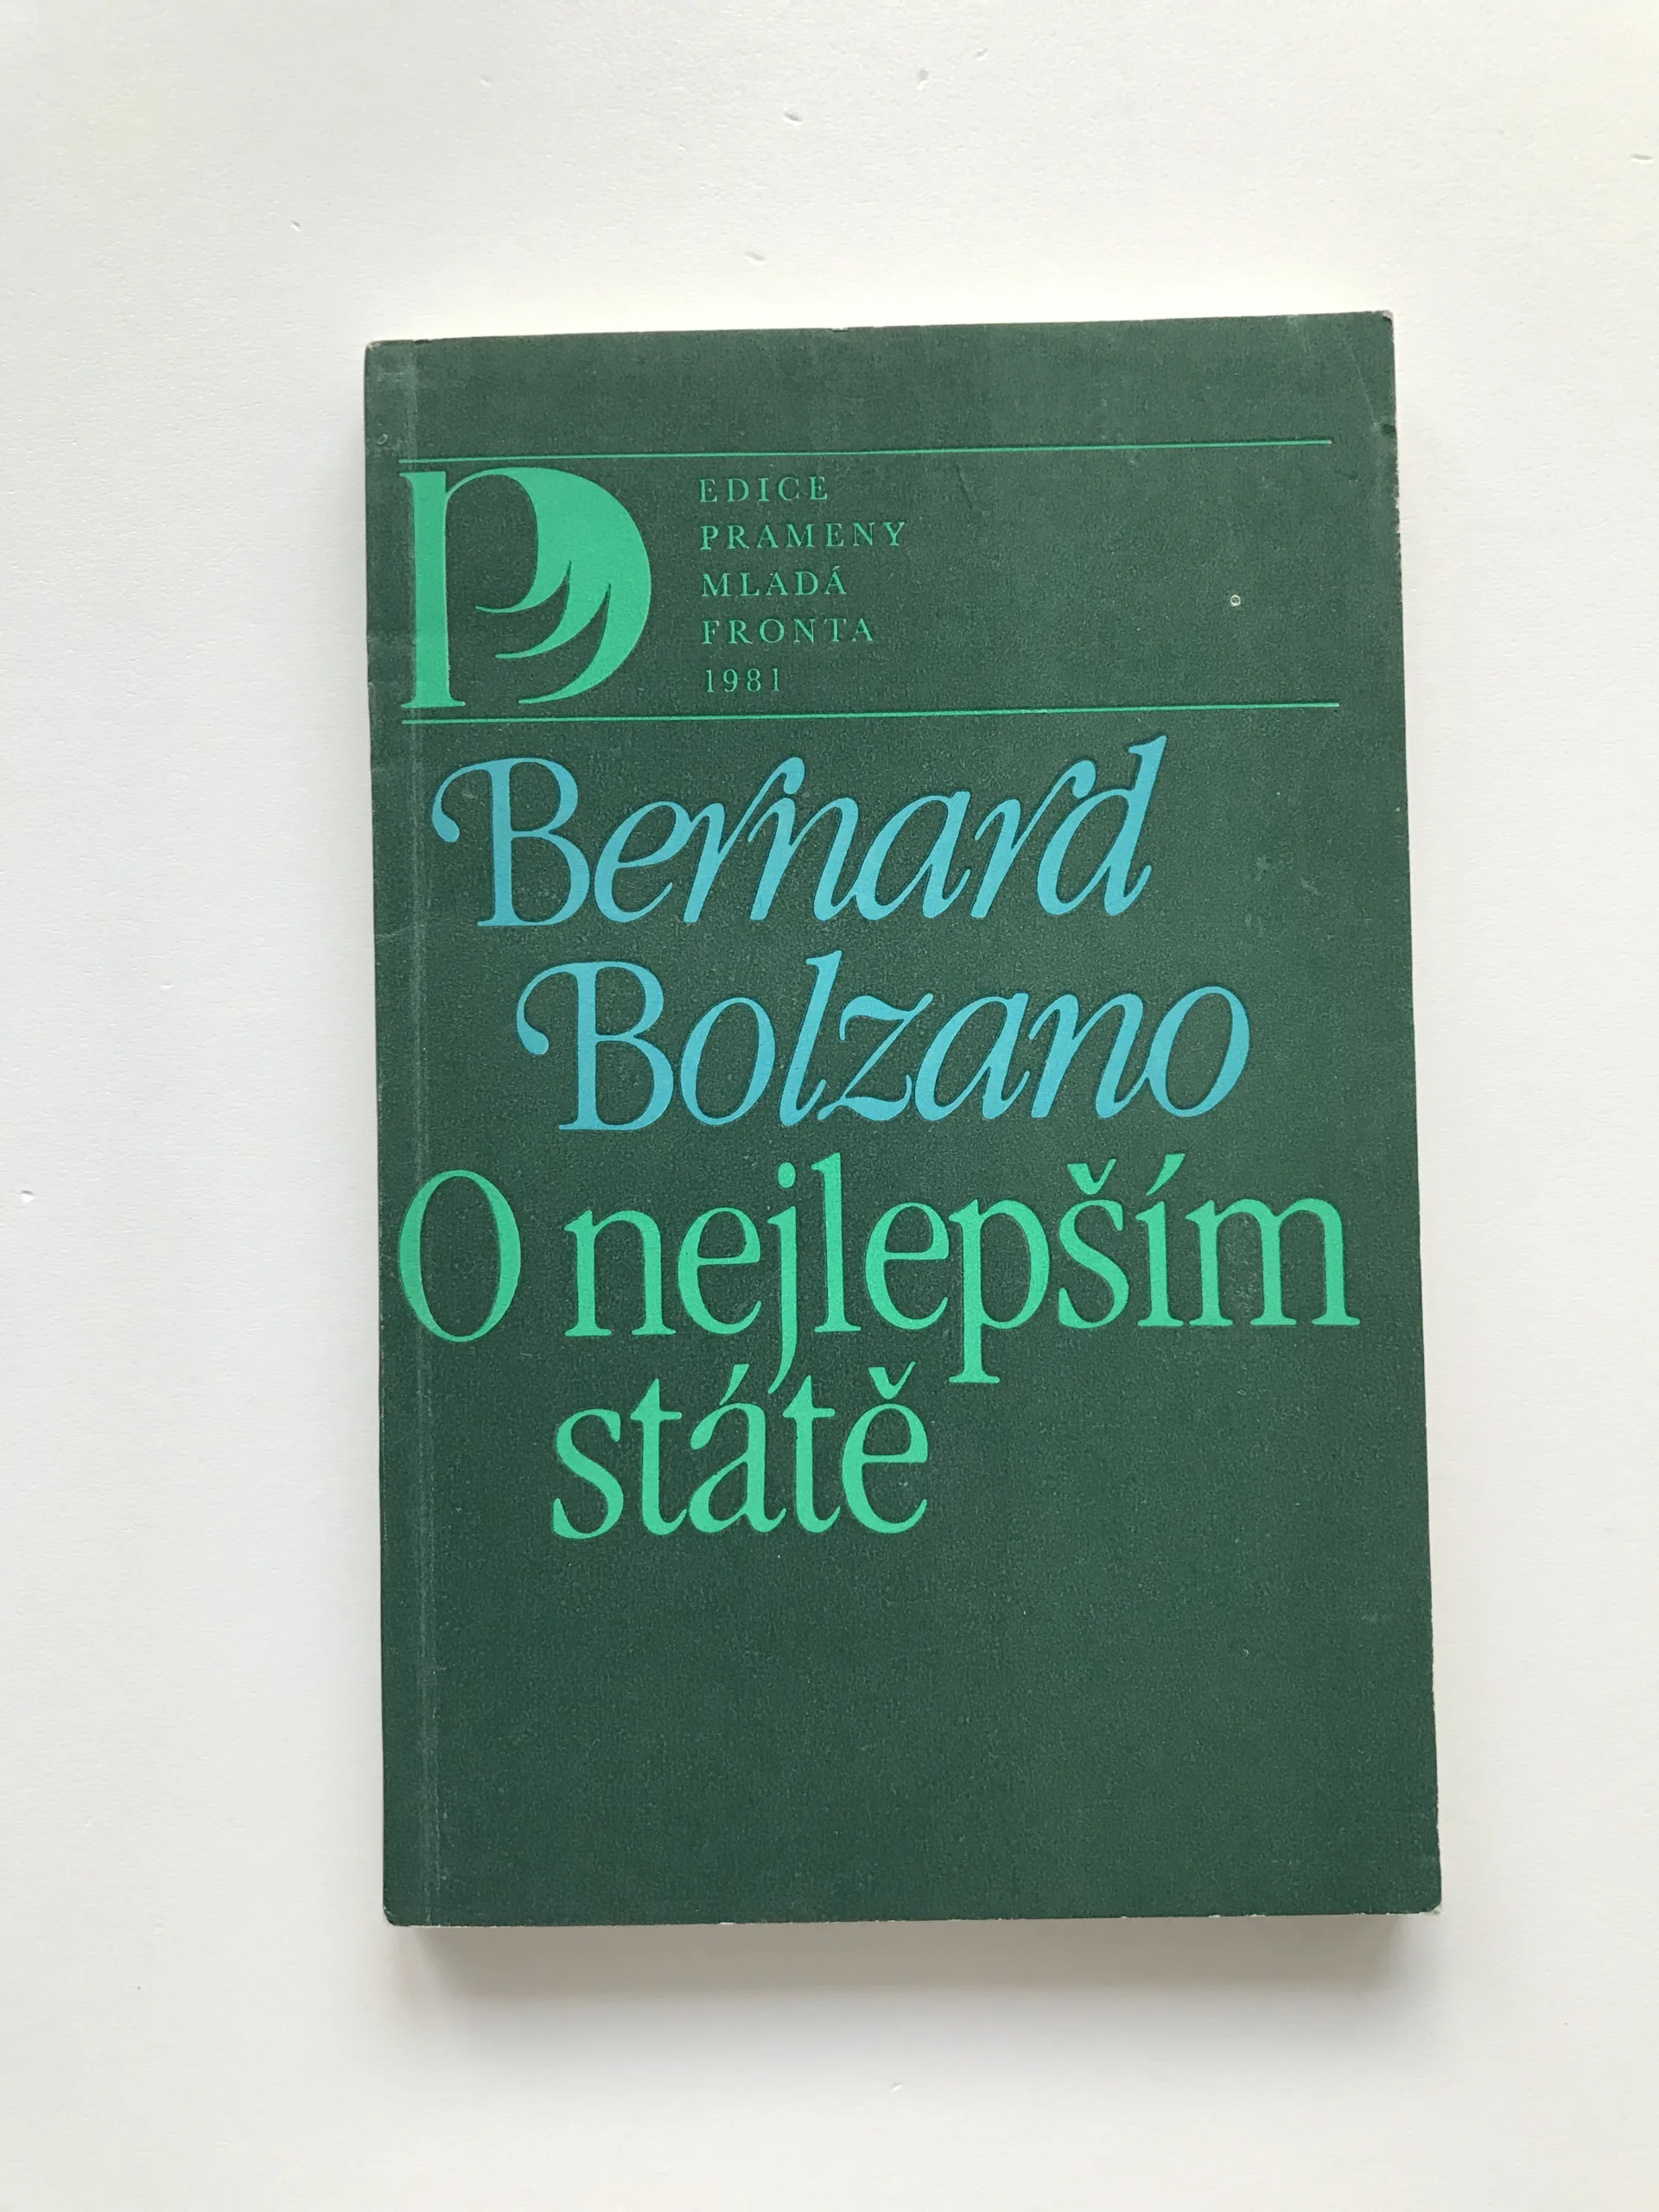 EDICE
PRAMENY
MLADÁ
FRONTA
1981
Bernard
Bolzano
O nejlepším
státě